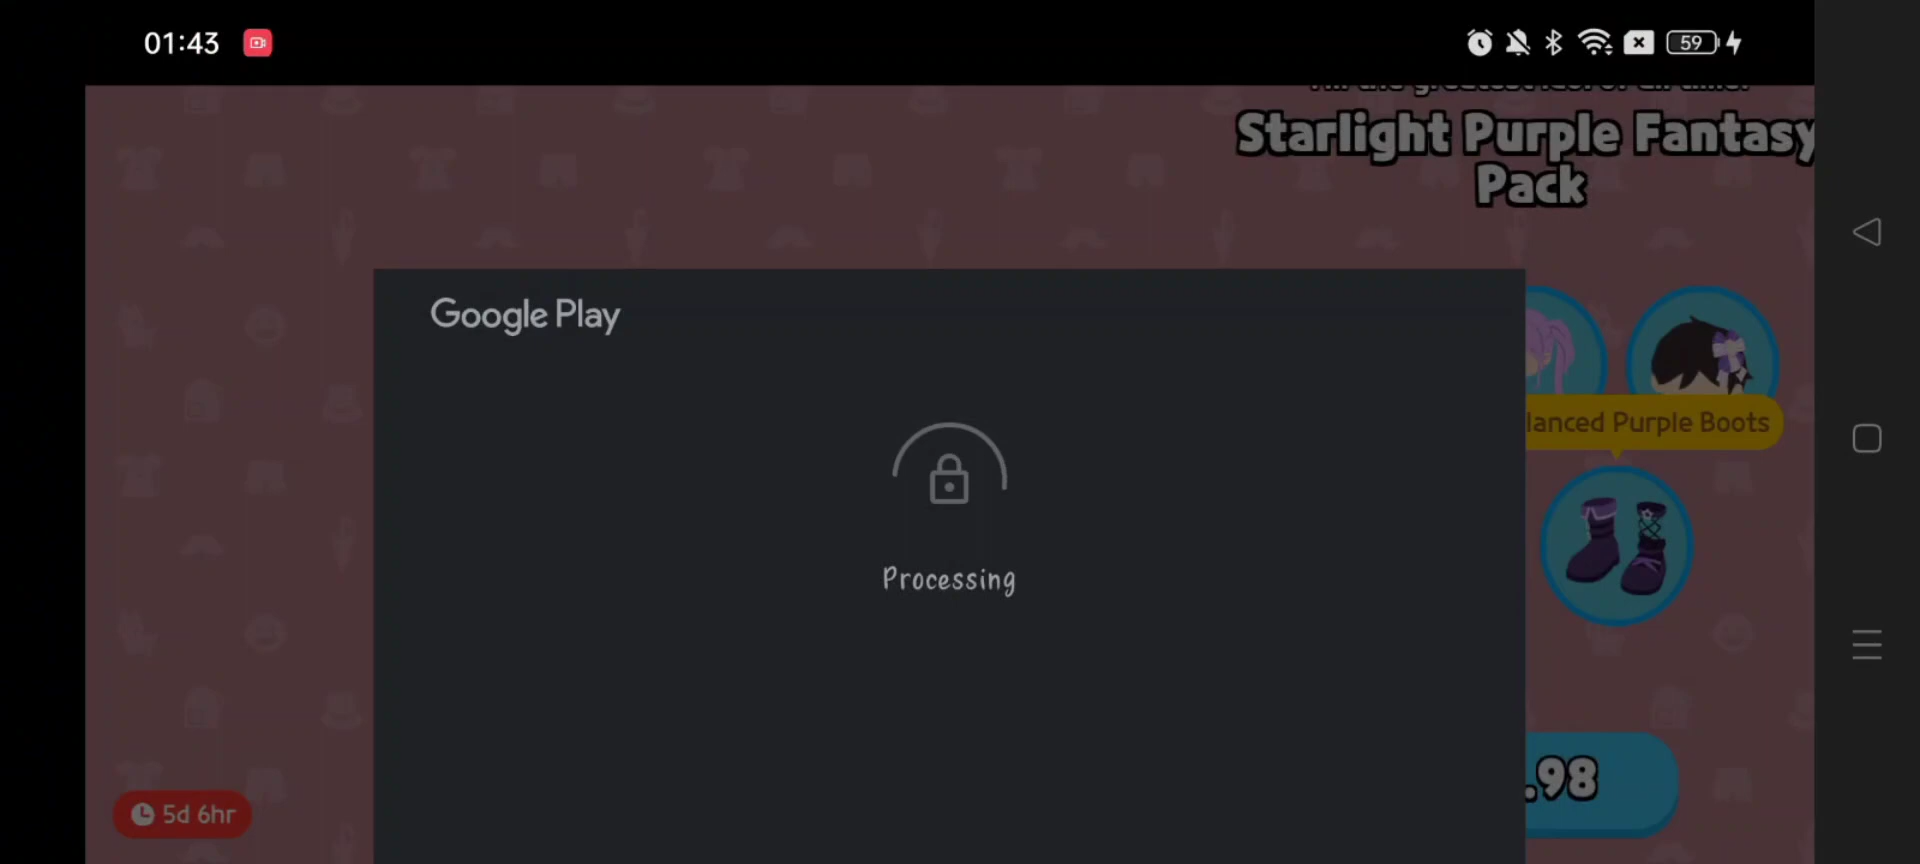 01:43
59
Starlight Purple Fantasy
Pack
Google Play
lanced Purple Boots
Processing
.98
5d 6hr